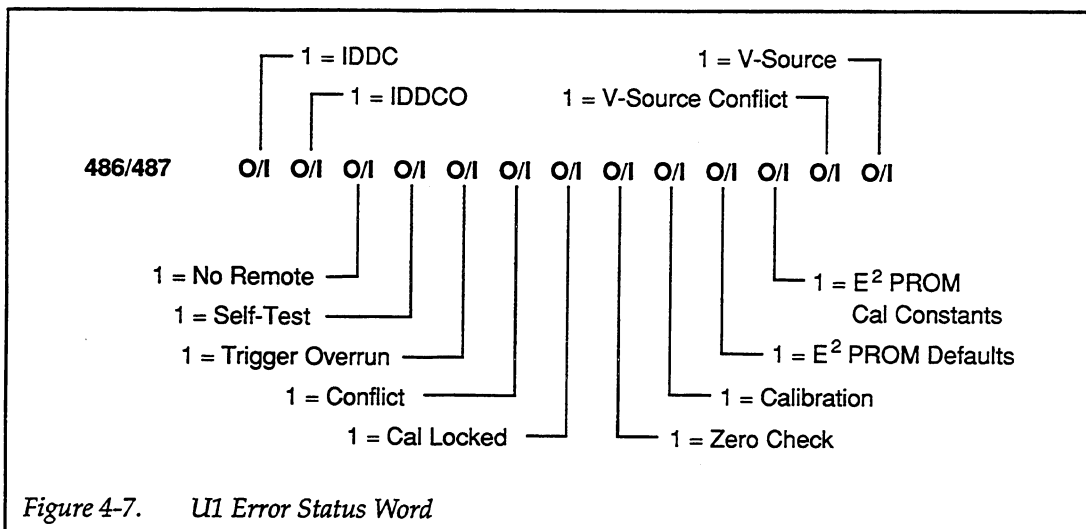 1 = IDDC
1 = V-Source
1 = IDDCO
1 = V-Source Conflict
486/487 O/I O/I O/I O/I O/I O/I O/I O/I O/I O/I O/I O/I O/I
1 = No Remote
1 = E² PROM
Cal Constants
1 = Self-Test
1 = Trigger Overrun
1 = E² PROM Defaults
1 = Conflict
1 = Calibration
1 = Cal Locked
1 = Zero Check
Figure 4-7. U1 Error Status Word